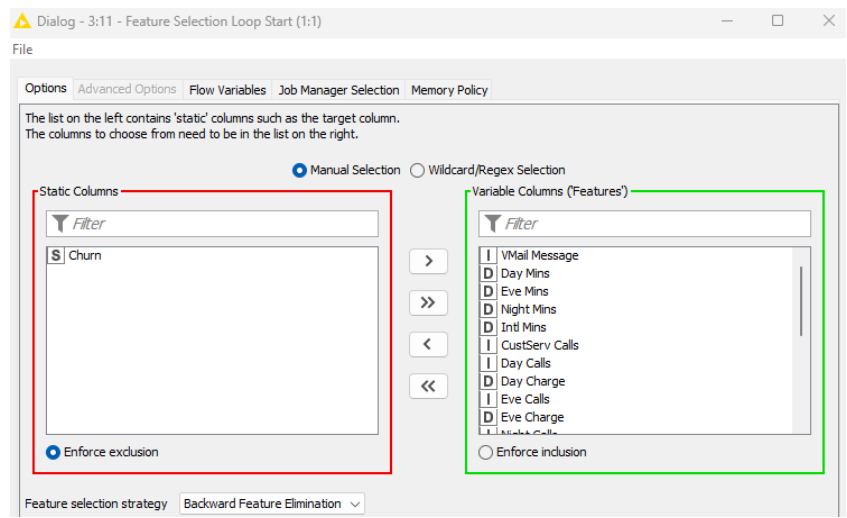 Dialog - 3:11 - Feature Selection Loop Start (1:1)
File
Options Advanced Options Flow Variables Job Manager Selection Memory Policy
The list on the left contains 'static' columns such as the target column.
The columns to choose from need to be in the list on the right.
Manual Selection Wildcard/Regex Selection
Static Columns
Filter
S Churn
Enforce exclusion
> 
>>
<
<<
Variable Columns ('Features')
Filter
I VMail Message
D Day Mins
D Eve Mins
D Night Mins
D Intl Mins
I CustServ Calls
I Day Calls
D Day Charge
I Eve Calls
D Eve Charge
I Night Calls
Enforce inclusion
Feature selection strategy Backward Feature Elimination